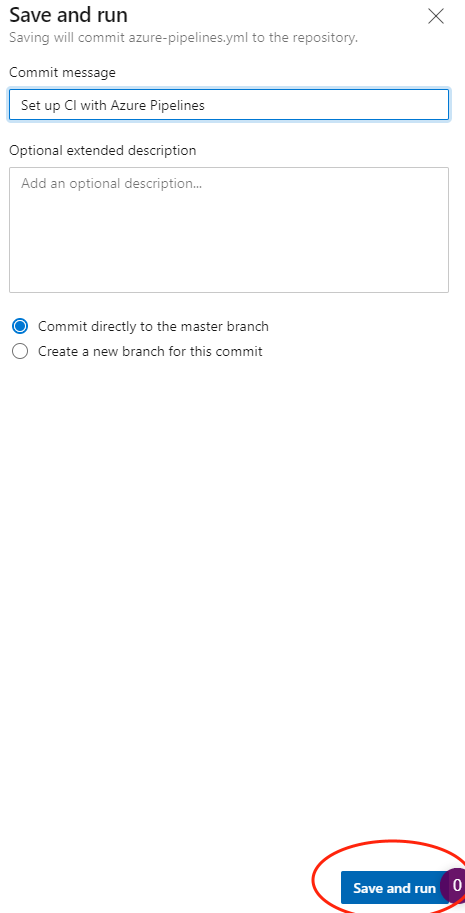 Save and run
Saving will commit azure-pipelines.yml to the repository.
Commit message
Set up CI with Azure Pipelines
Optional extended description
Add an optional description...
Commit directly to the master branch
Create a new branch for this commit
Save and run
0